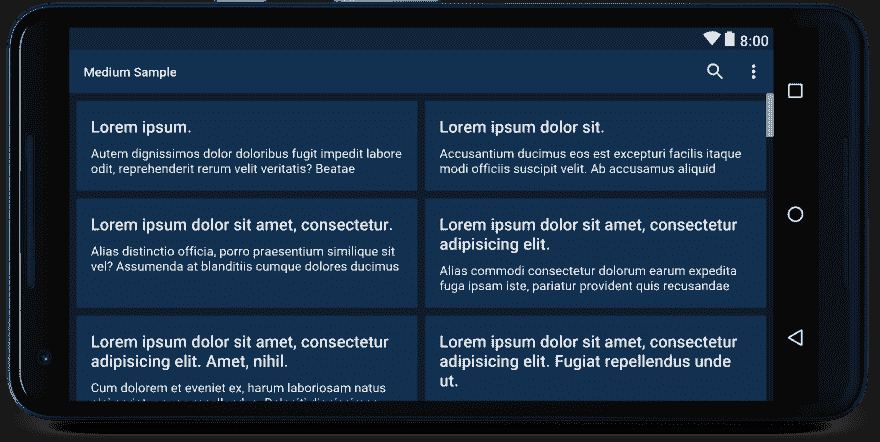 8:00
Medium Sample
Lorem ipsum.
Autem dignissimos dolor doloribus fugit impedit labore
odit, reprehenderit rerum velit veritatis? Beatae
Lorem ipsum dolor sit.
Accusantium ducimus eos est excepturi facilis itaque
modi officiis suscipit velit. Ab accusamus aliquid
Lorem ipsum dolor sit amet, consectetur.
Alias distinctio officia, porro praesentium similique sit
vel? Assumenda at blanditiis cumque dolores ducimus
Lorem ipsum dolor sit amet, consectetur
adipisicing elit.
Alias commodi consectetur dolorum earum expedita
fuga ipsam iste, pariatur provident quis recusandae
Lorem ipsum dolor sit amet, consectetur
adipisicing elit. Amet, nihil.
Cum dolorem et eveniet ex, harum laboriosam natus
Lorem ipsum dolor sit amet, consectetur
adipisicing elit. Fugiat repellendus unde
ut.